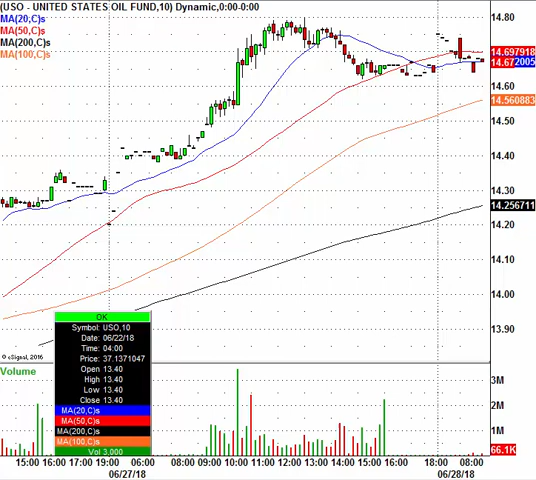 (USO - UNITED STATES OIL FUND,10) Dynamic,0:00-0:00
MA(20,C)s
MA(50,C)s
MA(200,C)s
MA(100,C)s
14.80
14.697918
14.672005
14.60
14.560883
14.50
14.40
14.30
14.256711
14.20
14.10
14.00
13.90
© eSignal, 2016
OK
Symbol: USO,10
Date: 06/22/18
Time: 04:00
Price: 37.1371047
Open 13.40
High 13.40
Low 13.40
Close 13.40
MA(20,C)s
MA(50,C)s
MA(200,C)s
MA(100,C)s
Vol 3,000
Volume
3M
2M
1M
66.1K
15:00 16:00 19:00 06:00 08:00 09:00 10:00 11:00 12:00 13:00 14:00 15:00 16:00 18:00 08:00
06/27/18 06/28/18